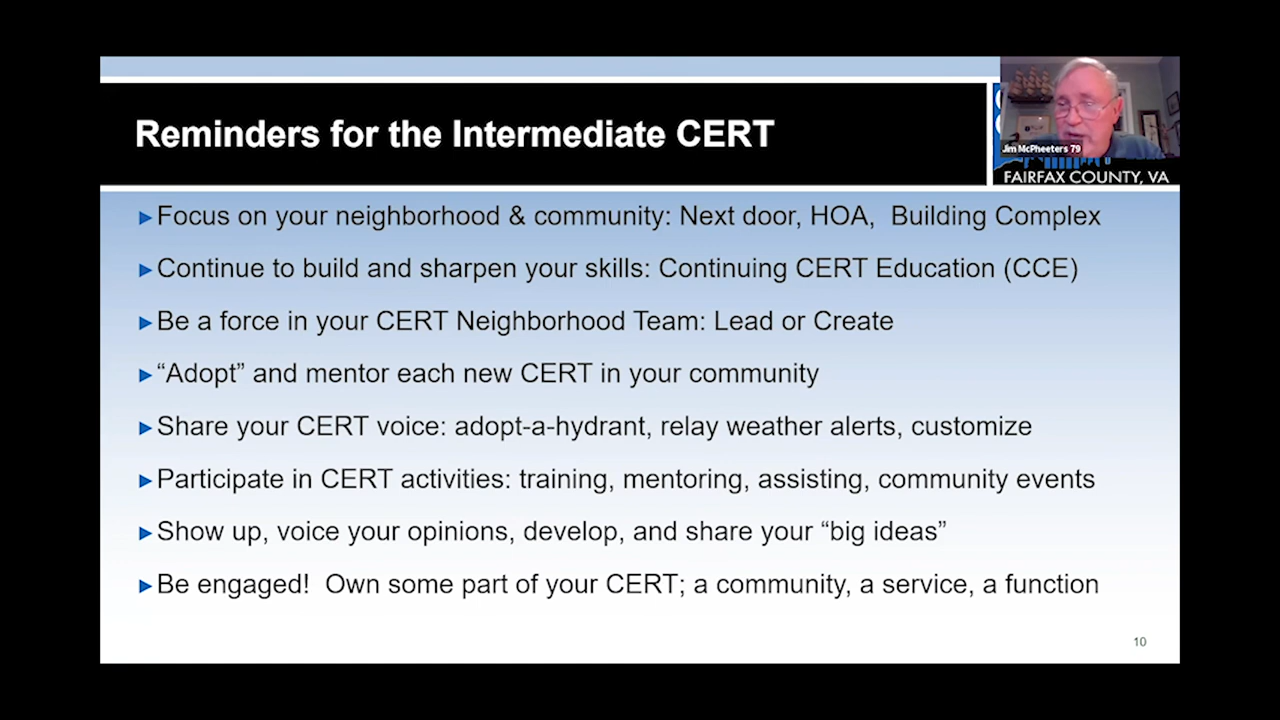 Reminders for the Intermediate CERT
Jim McPheeters 79
FAIRFAX COUNTY, VA
►Focus on your neighborhood & community: Next door, HOA,  Building Complex
►Continue to build and sharpen your skills: Continuing CERT Education (CCE)
►Be a force in your CERT Neighborhood Team: Lead or Create
►“Adopt” and mentor each new CERT in your community
►Share your CERT voice: adopt-a-hydrant, relay weather alerts, customize
►Participate in CERT activities: training, mentoring, assisting, community events
►Show up, voice your opinions, develop, and share your “big ideas”
►Be engaged!  Own some part of your CERT; a community, a service, a function
10